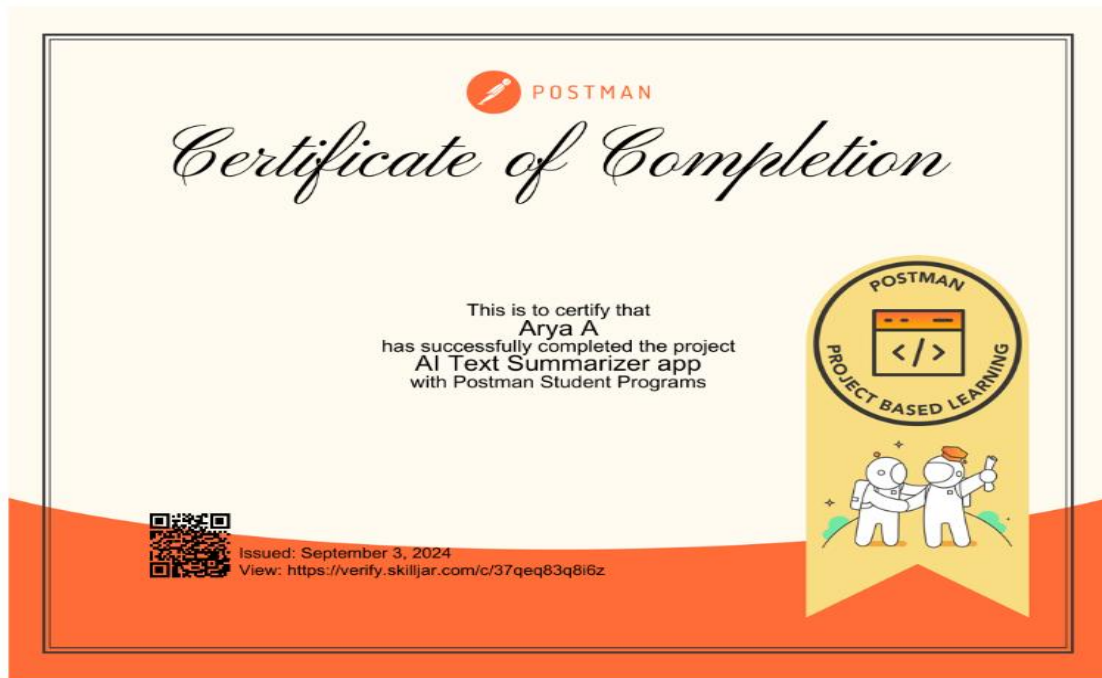 POSTMAN
Certificate of Completion
This is to certify that
Arya A
has successfully completed the project
AI Text Summarizer app
with Postman Student Programs
POSTMAN
</>
PROJECT BASED LEARNING
Issued: September 3, 2024
View: https://verify.skilljar.com/c/37qeq83q8i6z